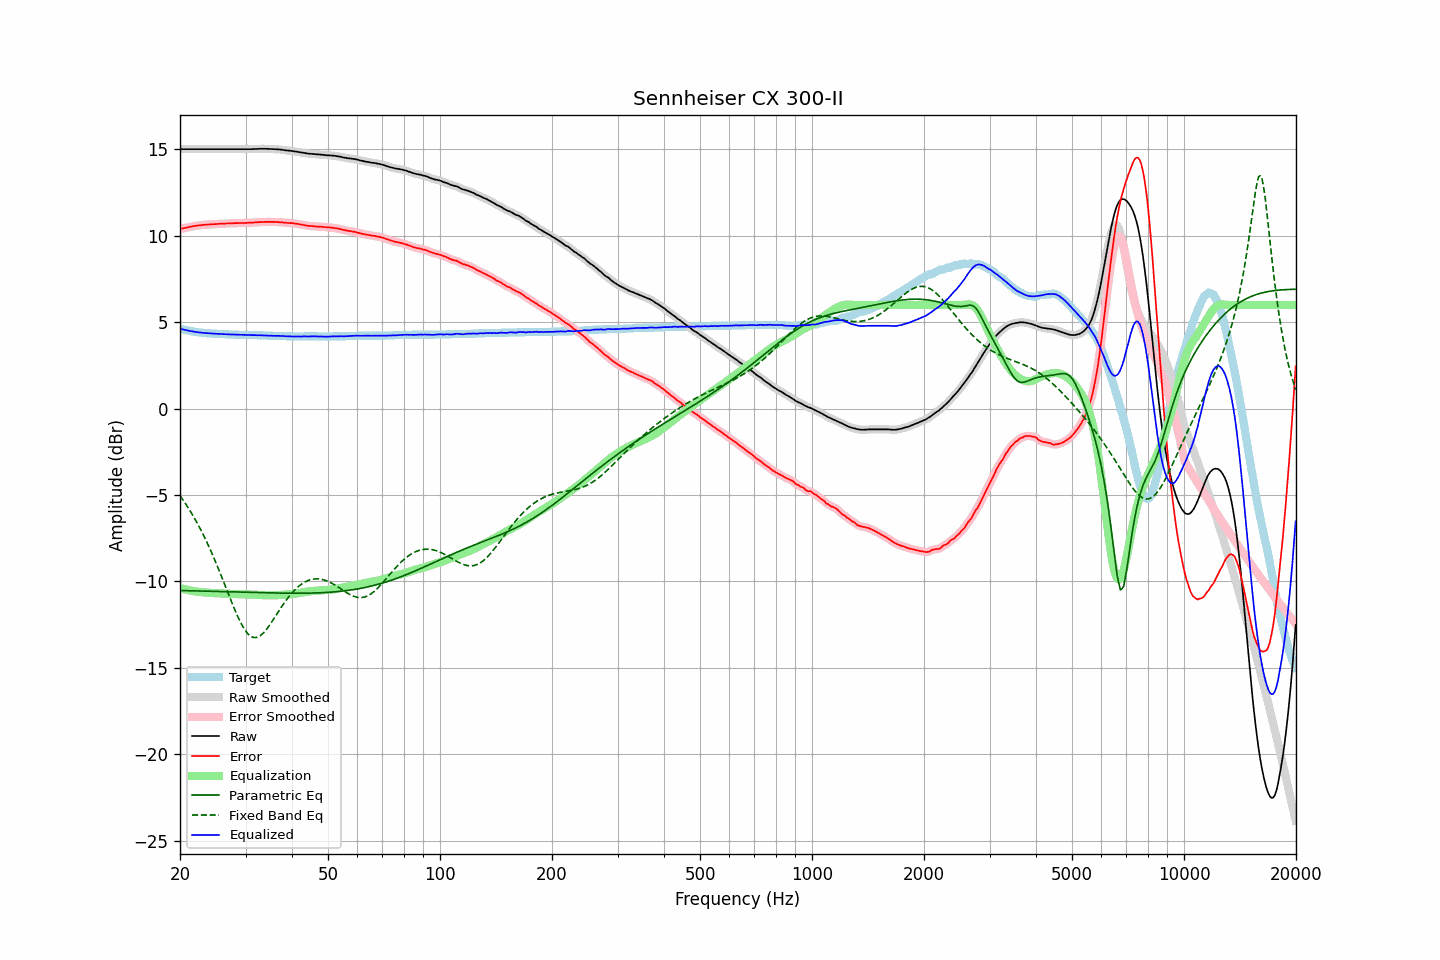 Sennheiser CX 300-II
15
10
5
0
−5
−10
−15
−20
−25
Amplitude (dBr)
Target
Raw Smoothed
Error Smoothed
Raw
Error
Equalization
Parametric Eq
Fixed Band Eq
Equalized
20 50 100 200 500 1000 2000 5000 10000 20000
Frequency (Hz)